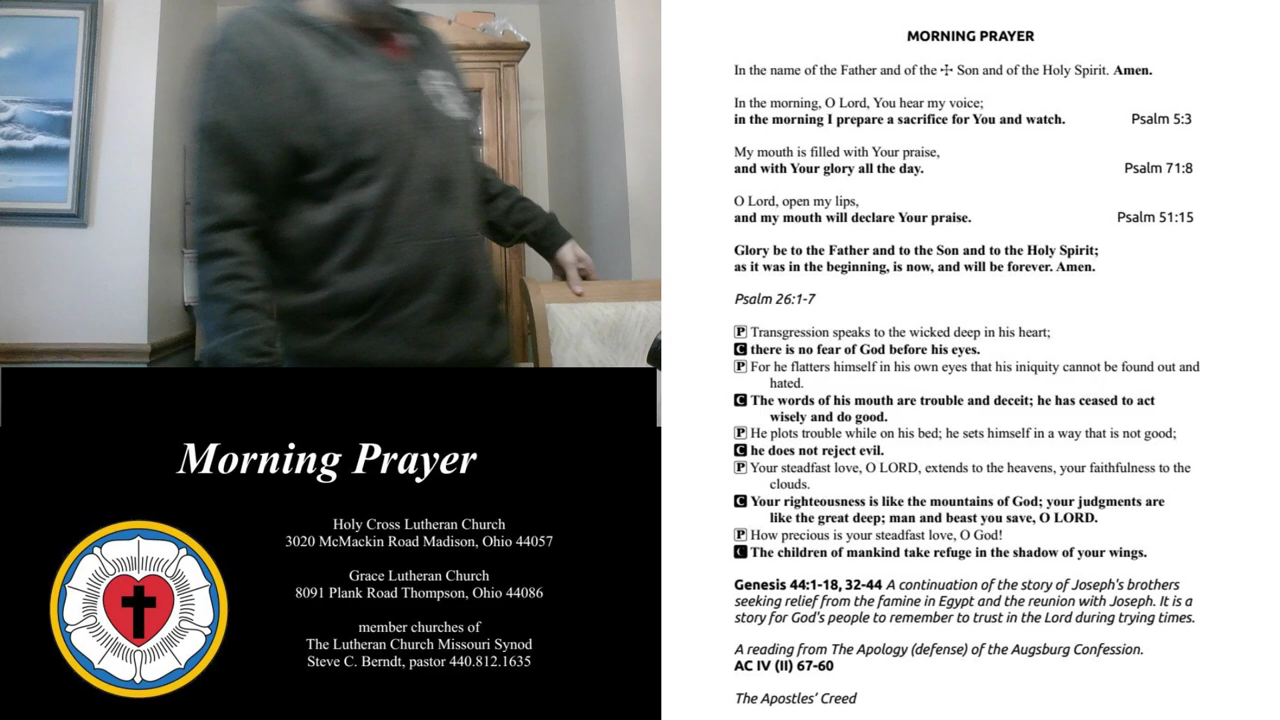 Morning Prayer
Holy Cross Lutheran Church
3020 McMackin Road Madison, Ohio 44057
Grace Lutheran Church
8091 Plank Road Thompson, Ohio 44086
member churches of
The Lutheran Church Missouri Synod
Steve C. Berndt, pastor 440.812.1635
MORNING PRAYER
In the name of the Father and of the ☩ Son and of the Holy Spirit. Amen.
In the morning, O Lord, You hear my voice;
in the morning I prepare a sacrifice for You and watch. Psalm 5:3
My mouth is filled with Your praise,
and with Your glory all the day. Psalm 71:8
O Lord, open my lips,
and my mouth will declare Your praise. Psalm 51:15
Glory be to the Father and to the Son and to the Holy Spirit;
as it was in the beginning, is now, and will be forever. Amen.
Psalm 26:1-7
P Transgression speaks to the wicked deep in his heart;
C there is no fear of God before his eyes.
P For he flatters himself in his own eyes that his iniquity cannot be found out and
hated.
C The words of his mouth are trouble and deceit; he has ceased to act
wisely and do good.
P He plots trouble while on his bed; he sets himself in a way that is not good;
C he does not reject evil.
P Your steadfast love, O LORD, extends to the heavens, your faithfulness to the
clouds.
C Your righteousness is like the mountains of God; your judgments are
like the great deep; man and beast you save, O LORD.
P How precious is your steadfast love, O God!
C The children of mankind take refuge in the shadow of your wings.
Genesis 44:1-18, 32-44 A continuation of the story of Joseph's brothers
seeking relief from the famine in Egypt and the reunion with Joseph. It is a
story for God's people to remember to trust in the Lord during trying times.
A reading from The Apology (defense) of the Augsburg Confession.
AC IV (II) 67-60
The Apostles' Creed